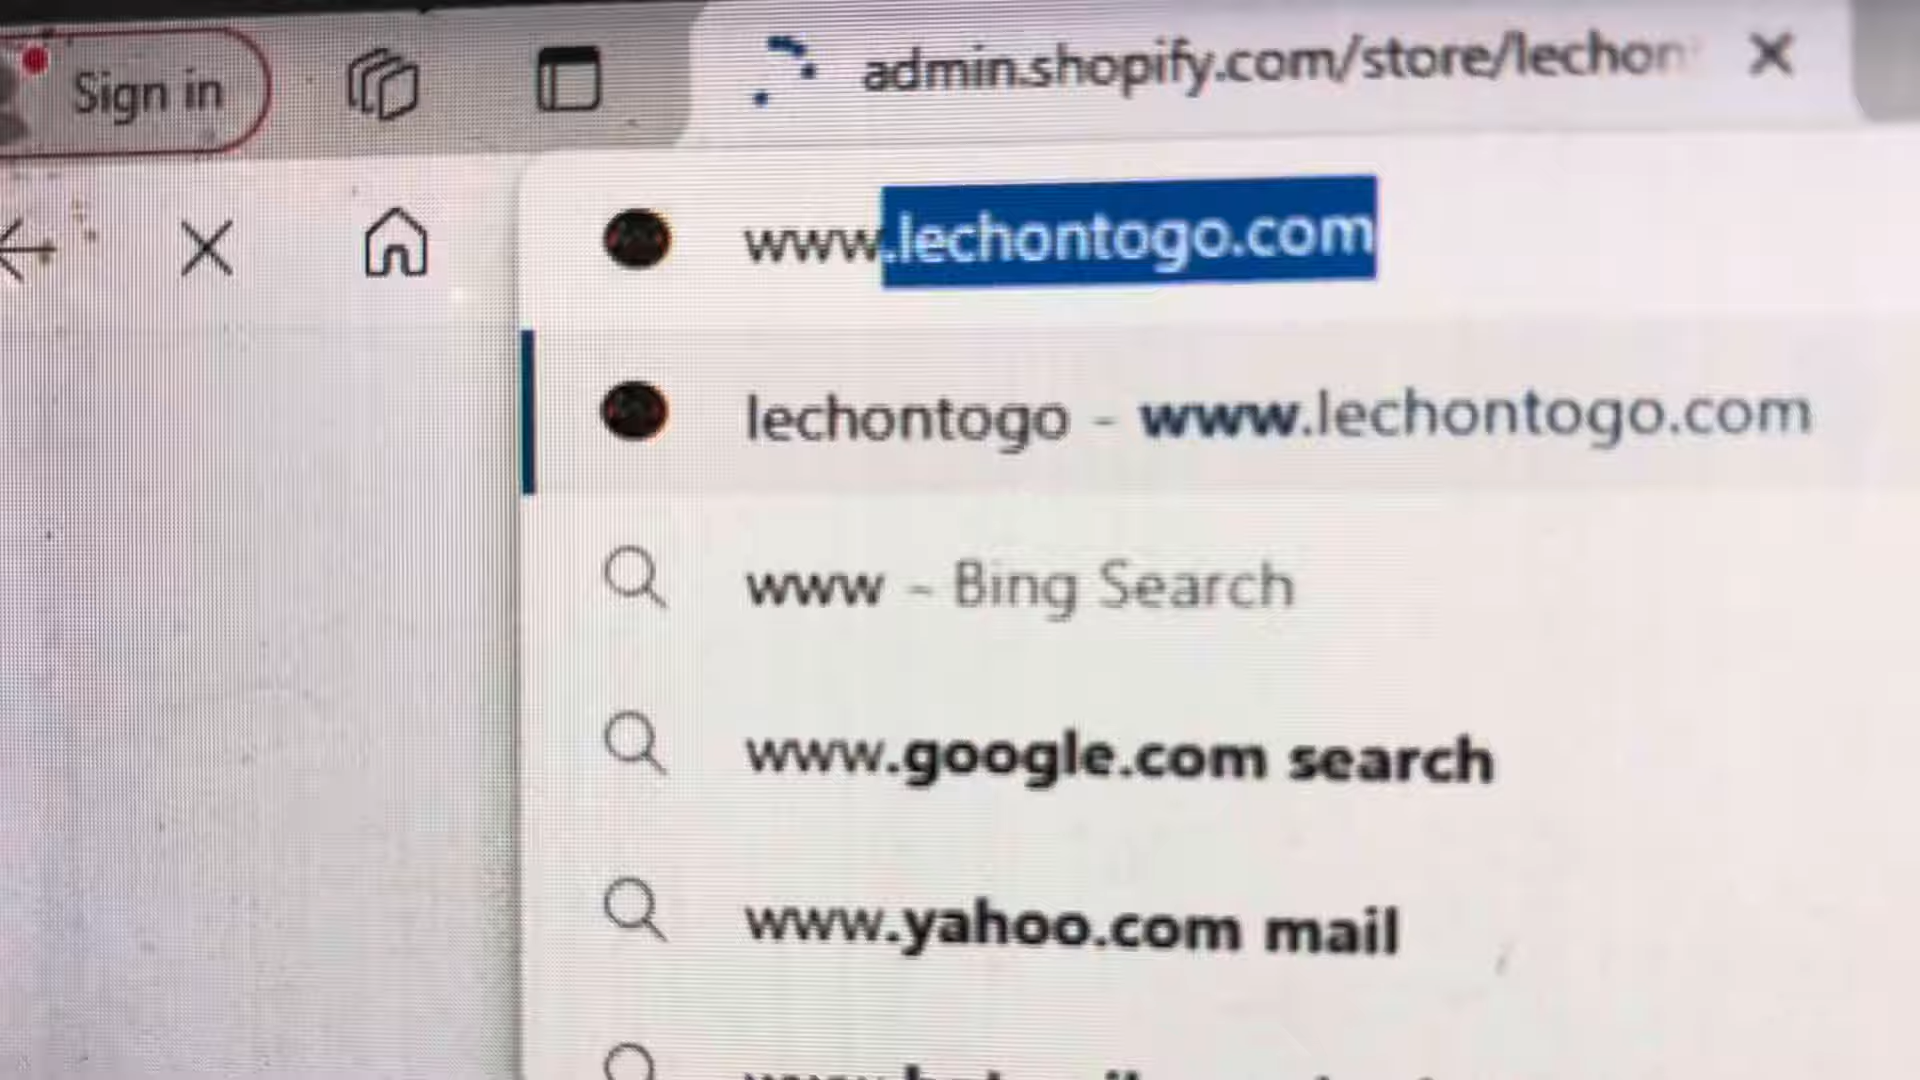 Sign in
admin.shopify.com/store/lechon
www.lechontogo.com
lechontogo - www.lechontogo.com
www - Bing Search
www.google.com search
www.yahoo.com mail